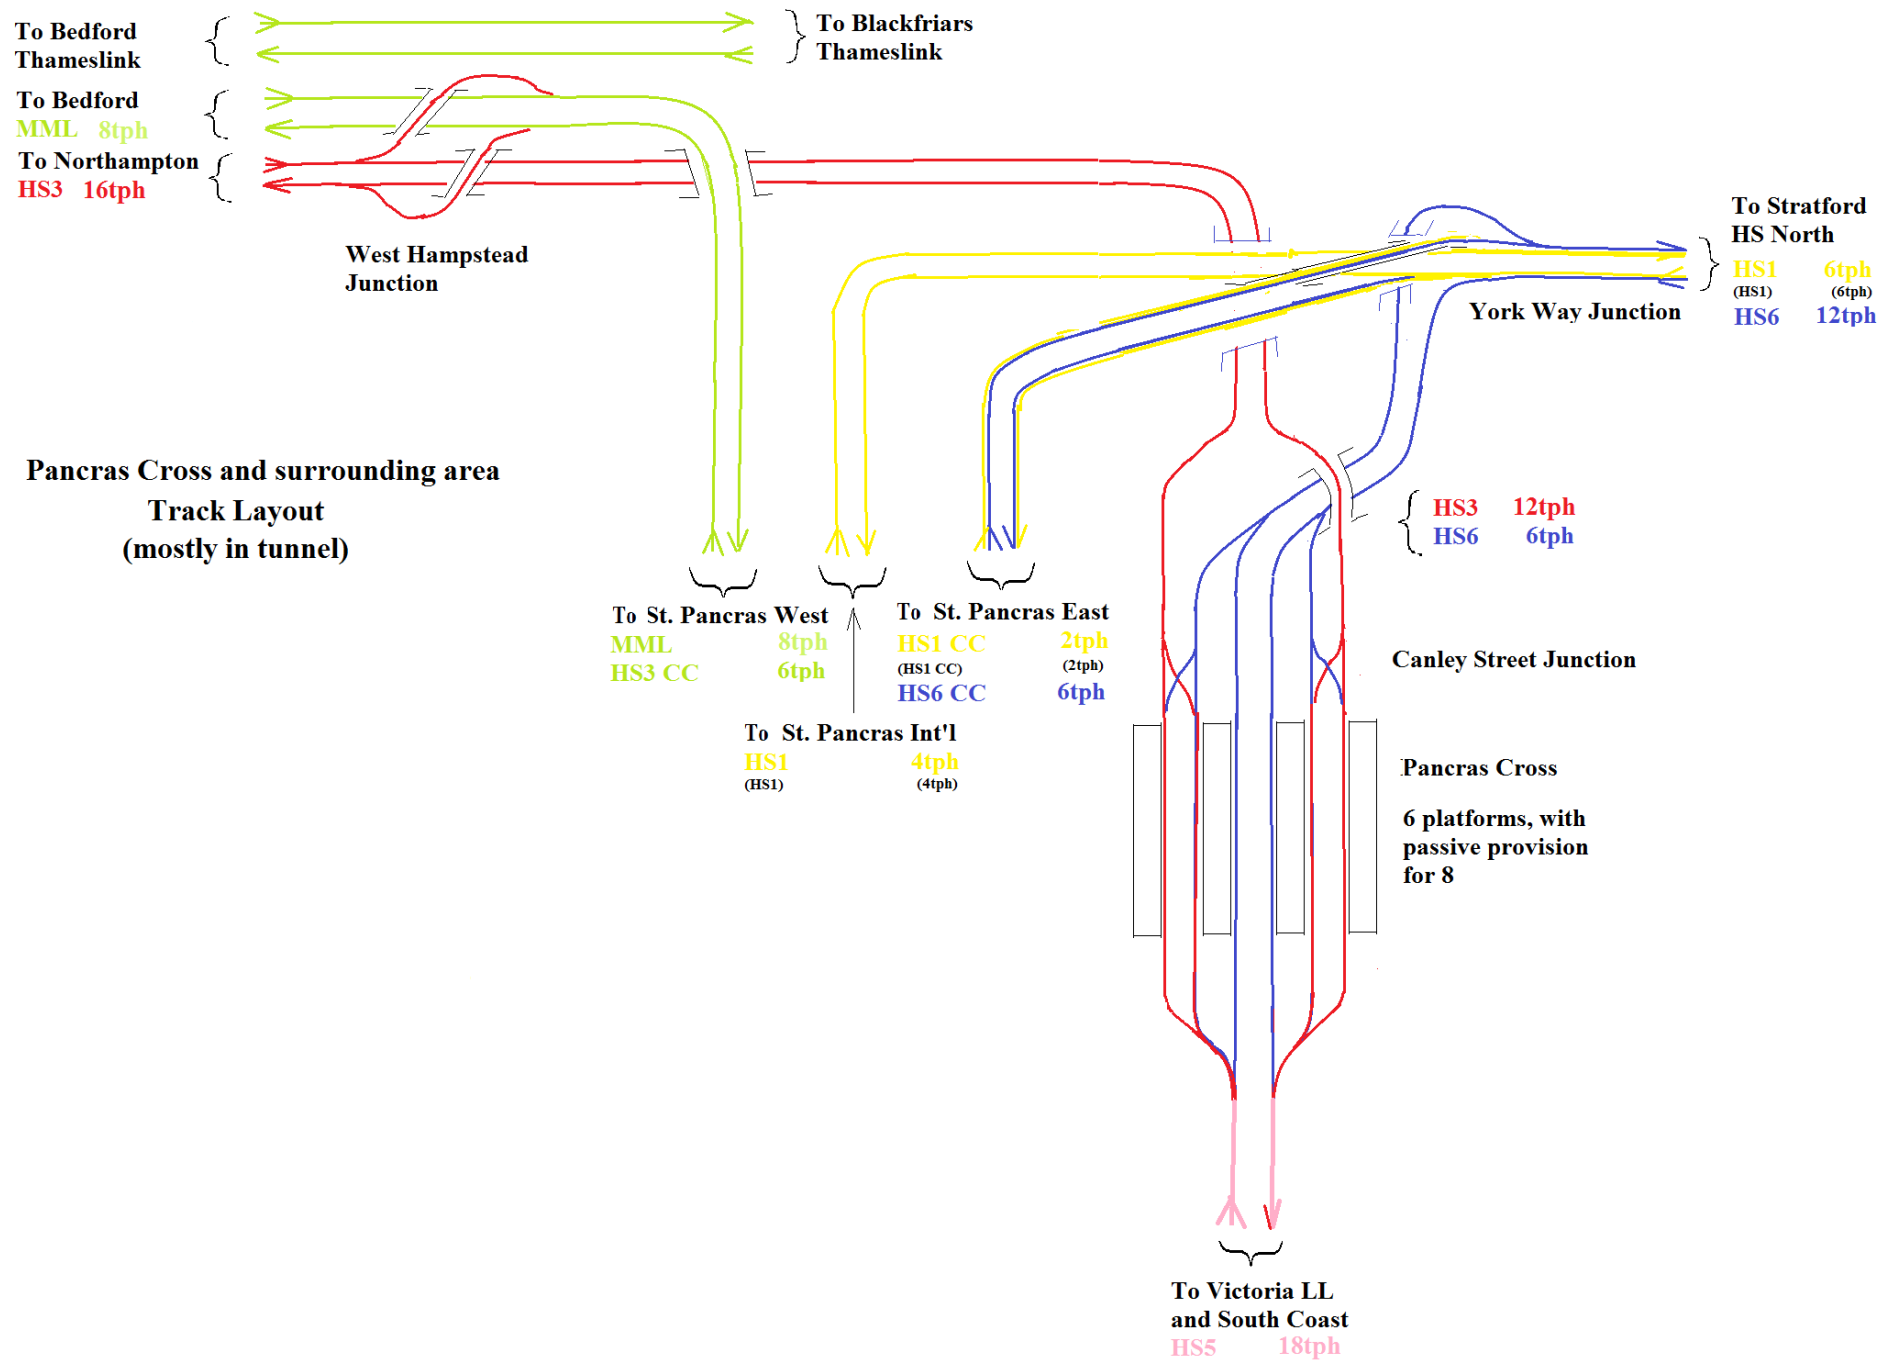 To Bedford
Thameslink
To Blackfriars
Thameslink
To Bedford
MML 8tph
To Northampton
HS3 16tph
West Hampstead
Junction
To Stratford
HS North
HS1 6tph
(HS1) (6tph)
HS6 12tph
York Way Junction
Pancras Cross and surrounding area
Track Layout
(mostly in tunnel)
HS3 12tph
HS6 6tph
To St. Pancras West
MML 8tph
HS3 CC 6tph
To St. Pancras East
HS1 CC 2tph
(HS1 CC) (2tph)
HS6 CC 6tph
Canley Street Junction
To St. Pancras Int'l
HS1 4tph
(HS1) (4tph)
Pancras Cross
6 platforms, with
passive provision
for 8
To Victoria LL
and South Coast
HS5 18tph